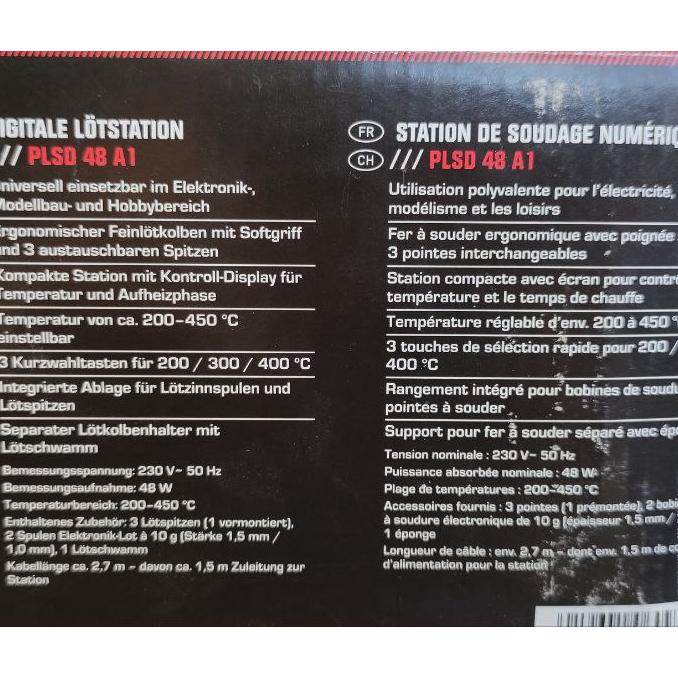 IGITALE LÖTSTATION
/// PLSD 48 A1
niversell einsetzbar im Elektronik-,
Modellbau- und Hobbybereich
rgonomischer Feinlötkolben mit Softgriff
und 3 austauschbaren Spitzen
Kompakte Station mit Kontroll-Display für
Temperatur und Aufheizphase
Temperatur von ca. 200–450 °C
einstellbar
3 Kurzwahltasten für 200 / 300 / 400 °C
Integrierte Ablage für Lötzinnspulen und
Lötspitzen
Separater Lötkolbenhalter mit
Lötschwamm
Bemessungsspannung: 230 V~ 50 Hz
Bemessungsaufnahme: 48 W
Temperaturbereich: 200–450 °C
Enthaltenes Zubehör: 3 Lötspitzen (1 vormontiert),
2 Spulen Elektronik-Lot à 10 g (Stärke 1,5 mm /
1,0 mm), 1 Lötschwamm
Kabellänge ca. 2,7 m – davon ca. 1,5 m Zuleitung zur
Station
FR STATION DE SOUDAGE NUMÉRIQ
CH /// PLSD 48 A1
Utilisation polyvalente pour l'électricité,
modélisme et les loisirs
Fer à souder ergonomique avec poignée
3 pointes interchangeables
Station compacte avec écran pour contr
température et le temps de chauffe
Température réglable d'env. 200 à 450 °
3 touches de sélection rapide pour 200 /
400 °C
Rangement intégré pour bobines de soudu
pointes à souder
Support pour fer à souder séparé avec épo
Tension nominale : 230 V~ 50 Hz
Puissance absorbée nominale : 48 W
Plage de températures : 200–450 °C
Accessoires fournis : 3 pointes (1 prémontée), 2 bobi
à soudure électronique de 10 g (épaisseur 1,5 mm /
1 éponge
Longueur de câble : env. 2,7 m – dont env. 1,5 m de co
d'alimentation pour la station